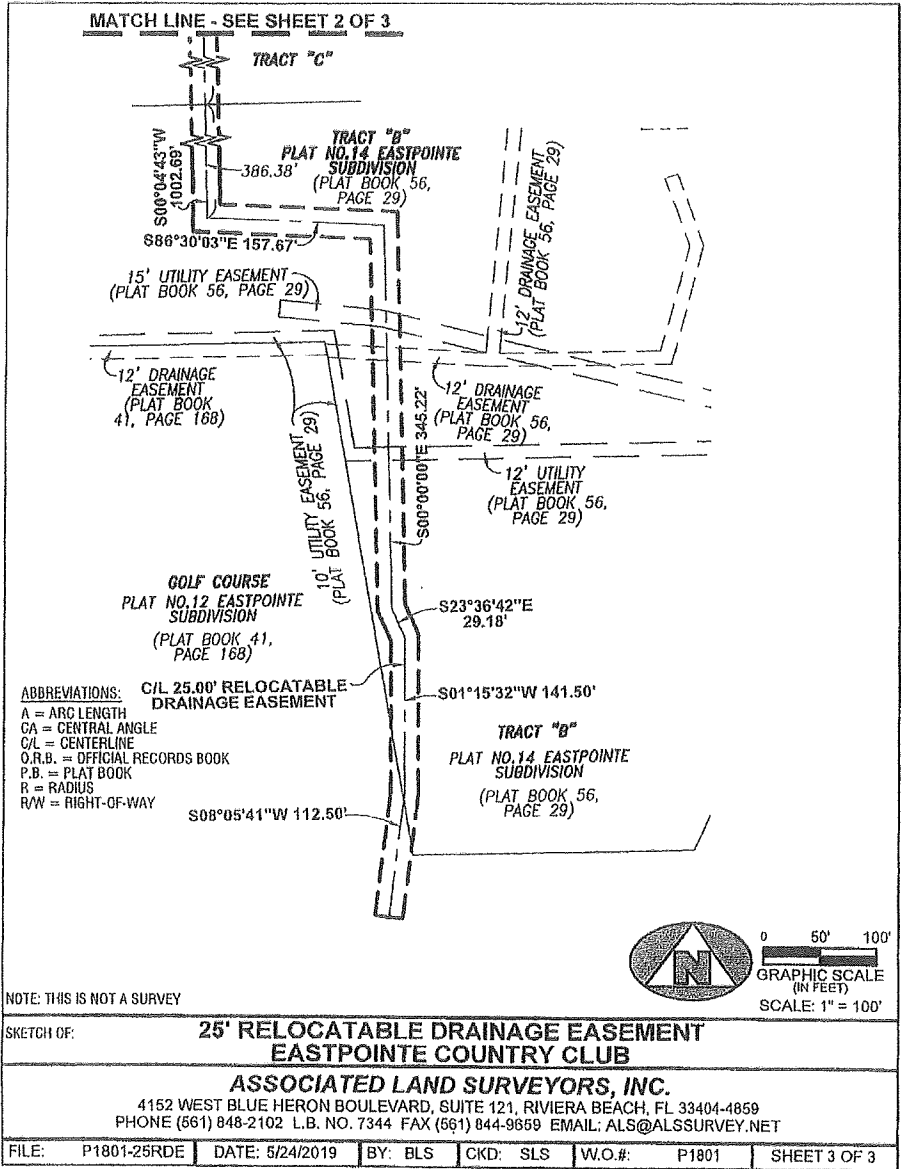 MATCH LINE - SEE SHEET 2 OF 3
TRACT "C"
S00°04'43"W
1002.69'
386.38'
TRACT "B"
PLAT NO.14 EASTPOINTE
SUBDIVISION
(PLAT BOOK 56,
PAGE 29)
S86°30'03"E 157.67'
15' UTILITY EASEMENT
(PLAT BOOK 56, PAGE 29)
12' DRAINAGE EASEMENT
(PLAT BOOK 56, PAGE 29)
12' DRAINAGE
EASEMENT
(PLAT BOOK
41, PAGE 168)
12' DRAINAGE
EASEMENT
(PLAT BOOK 56,
PAGE 29)
10' UTILITY EASEMENT
(PLAT BOOK 56, PAGE 29)
S00°00'00"E 345.22'
12' UTILITY
EASEMENT
(PLAT BOOK 56,
PAGE 29)
GOLF COURSE
PLAT NO.12 EASTPOINTE
SUBDIVISION
(PLAT BOOK 41,
PAGE 168)
S23°36'42"E
29.18'
C/L 25.00' RELOCATABLE
DRAINAGE EASEMENT
S01°15'32"W 141.50'
ABBREVIATIONS:
A = ARC LENGTH
CA = CENTRAL ANGLE
C/L = CENTERLINE
O.R.B. = OFFICIAL RECORDS BOOK
P.B. = PLAT BOOK
R = RADIUS
R/W = RIGHT-OF-WAY
TRACT "B"
PLAT NO.14 EASTPOINTE
SUBDIVISION
(PLAT BOOK 56,
PAGE 29)
S08°05'41"W 112.50'
N
0 50' 100'
GRAPHIC SCALE
(IN FEET)
SCALE: 1" = 100'
NOTE: THIS IS NOT A SURVEY
SKETCH OF:
25' RELOCATABLE DRAINAGE EASEMENT
EASTPOINTE COUNTRY CLUB
ASSOCIATED LAND SURVEYORS, INC.
4152 WEST BLUE HERON BOULEVARD, SUITE 121, RIVIERA BEACH, FL 33404-4859
PHONE (561) 848-2102 L.B. NO. 7344 FAX (561) 844-9659 EMAIL: ALS@ALSSURVEY.NET
FILE: P1801-25RDE DATE: 5/24/2019 BY: BLS CKD: SLS W.O.#: P1801 SHEET 3 OF 3